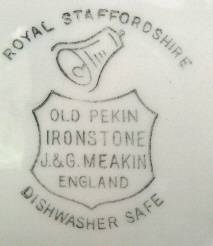 ROYAL STAFFORDSHIRE
OLD PEKIN
IRONSTONE
J.&G. MEAKIN
ENGLAND
DISHWASHER SAFE